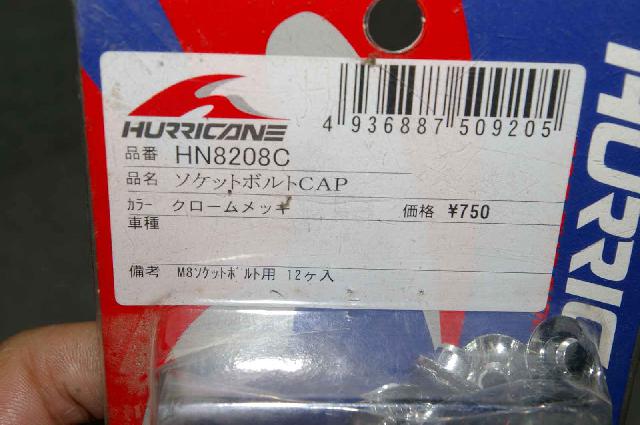 HURRICANE
4 936887 509205
品番 HN8208C
品名 ソケットボルトCAP
ｶﾗｰ クロームメッキ 価格 ¥750
車種
備考 M8ｿｹｯﾄﾎﾞﾙﾄ用 12ヶ入
HURRIC